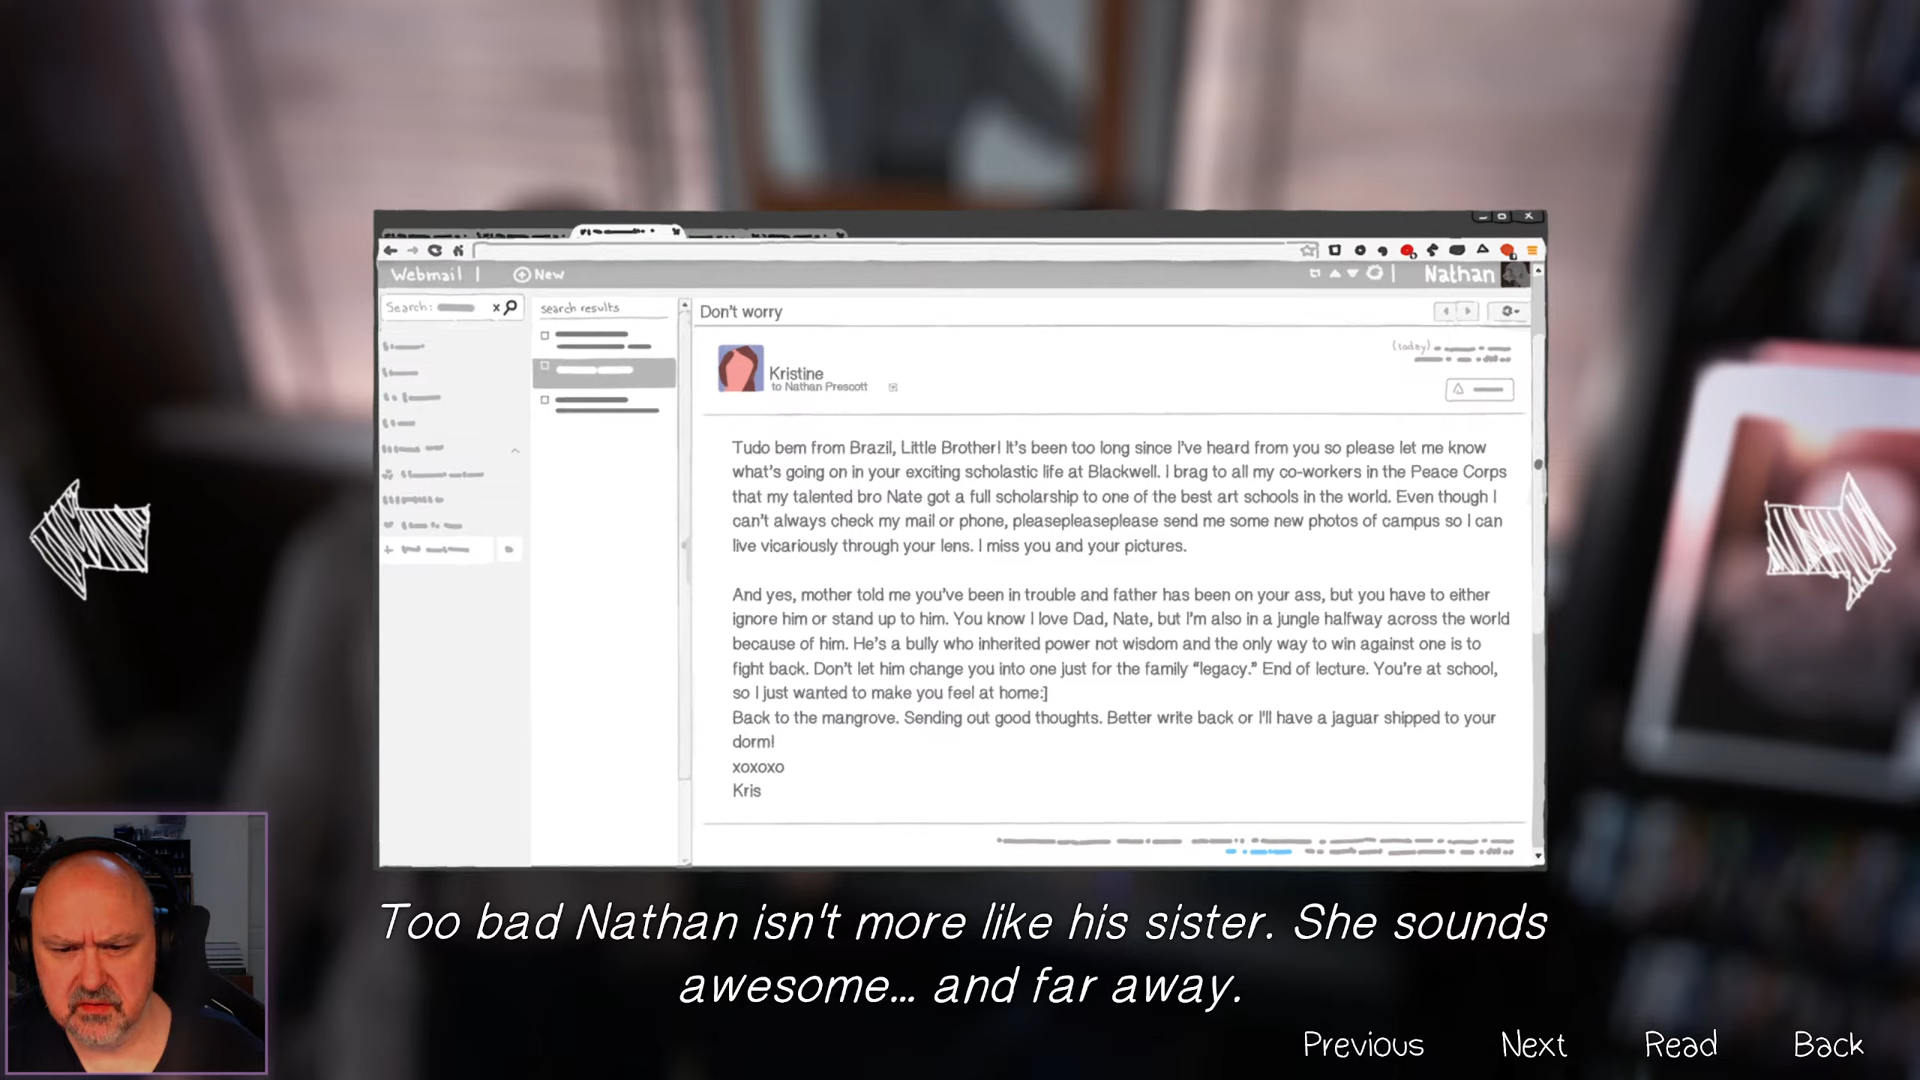 Webmail | New
Nathan
Search:
search results
Don't worry
(today)
Kristine
to Nathan Prescott
Tudo bem from Brazil, Little Brother! It's been too long since I've heard from you so please let me know
what's going on in your exciting scholastic life at Blackwell. I brag to all my co-workers in the Peace Corps
that my talented bro Nate got a full scholarship to one of the best art schools in the world. Even though I
can't always check my mail or phone, pleasepleaseplease send me some new photos of campus so I can
live vicariously through your lens. I miss you and your pictures.
And yes, mother told me you've been in trouble and father has been on your ass, but you have to either
ignore him or stand up to him. You know I love Dad, Nate, but I'm also in a jungle halfway across the world
because of him. He's a bully who inherited power not wisdom and the only way to win against one is to
fight back. Don't let him change you into one just for the family “legacy.” End of lecture. You're at school,
so I just wanted to make you feel at home:]
Back to the mangrove. Sending out good thoughts. Better write back or I'll have a jaguar shipped to your
dorm!
xoxoxo
Kris
Too bad Nathan isn't more like his sister. She sounds
awesome... and far away.
Previous Next Read Back